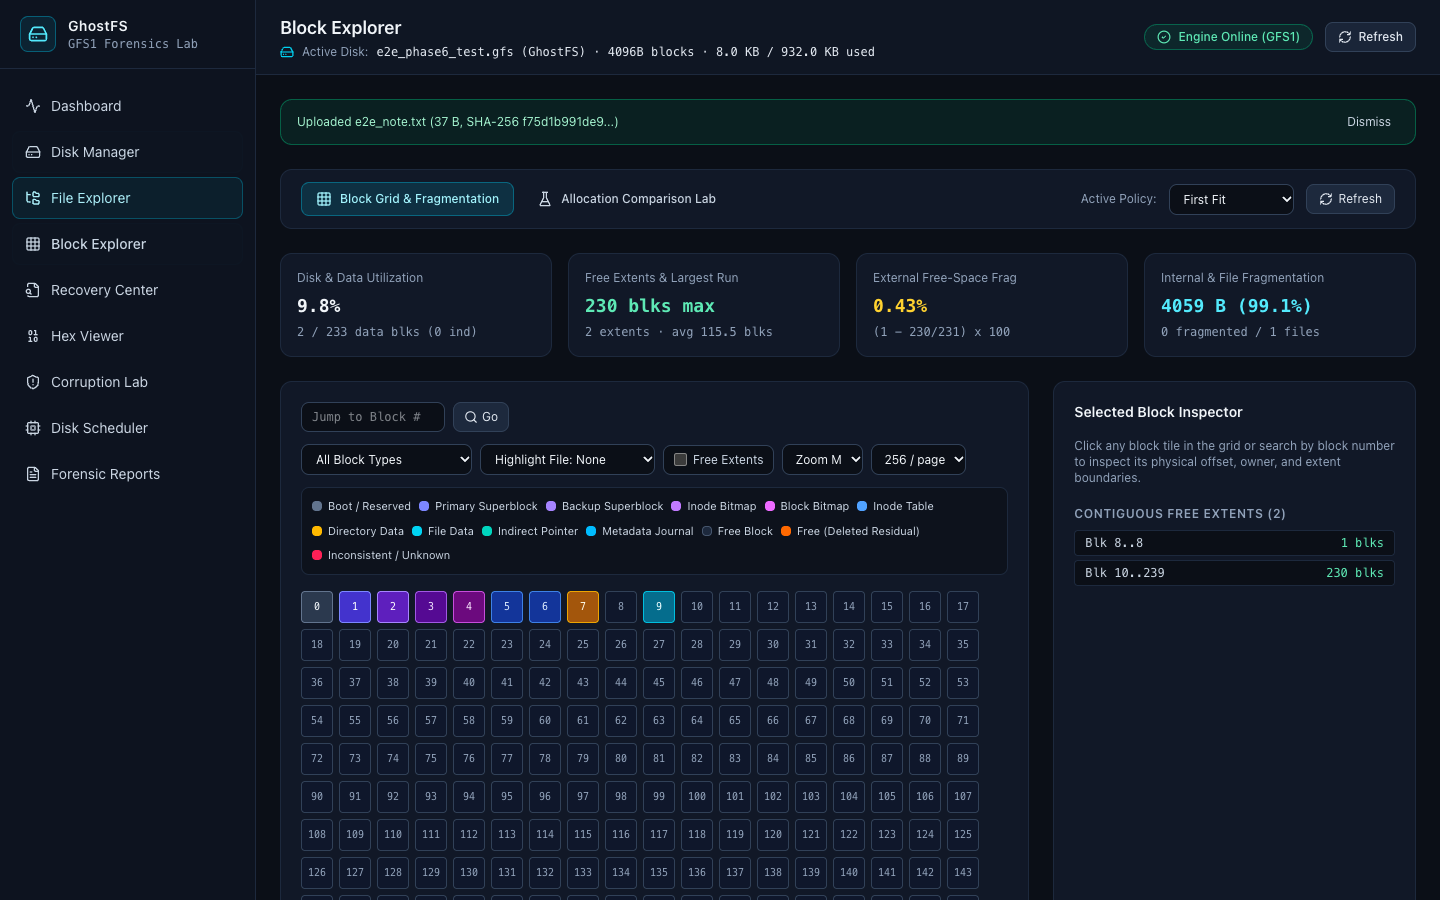 GhostFS
GFS1 Forensics Lab
Dashboard
Disk Manager
File Explorer
Block Explorer
Recovery Center
Hex Viewer
Corruption Lab
Disk Scheduler
Forensic Reports
Block Explorer
Active Disk: e2e_phase6_test.gfs (GhostFS) · 4096B blocks · 8.0 KB / 932.0 KB used
Engine Online (GFS1)
Refresh
Uploaded e2e_note.txt (37 B, SHA-256 f75d1b991de9...)
Dismiss
Block Grid & Fragmentation
Allocation Comparison Lab
Active Policy:
First Fit
Refresh
Disk & Data Utilization
9.8%
2 / 233 data blks (0 ind)
Free Extents & Largest Run
230 blks max
2 extents · avg 115.5 blks
External Free-Space Frag
0.43%
(1 − 230/231) x 100
Internal & File Fragmentation
4059 B (99.1%)
0 fragmented / 1 files
Jump to Block #
Go
All Block Types
Highlight File: None
Free Extents
Zoom M
256 / page
Boot / Reserved Primary Superblock Backup Superblock Inode Bitmap Block Bitmap Inode Table
Directory Data File Data Indirect Pointer Metadata Journal Free Block Free (Deleted Residual)
Inconsistent / Unknown
0 1 2 3 4 5 6 7 8 9 10 11 12 13 14 15 16 17
18 19 20 21 22 23 24 25 26 27 28 29 30 31 32 33 34 35
36 37 38 39 40 41 42 43 44 45 46 47 48 49 50 51 52 53
54 55 56 57 58 59 60 61 62 63 64 65 66 67 68 69 70 71
72 73 74 75 76 77 78 79 80 81 82 83 84 85 86 87 88 89
90 91 92 93 94 95 96 97 98 99 100 101 102 103 104 105 106 107
108 109 110 111 112 113 114 115 116 117 118 119 120 121 122 123 124 125
126 127 128 129 130 131 132 133 134 135 136 137 138 139 140 141 142 143
Selected Block Inspector
Click any block tile in the grid or search by block number
to inspect its physical offset, owner, and extent
boundaries.
CONTIGUOUS FREE EXTENTS (2)
Blk 8..8 1 blks
Blk 10..239 230 blks